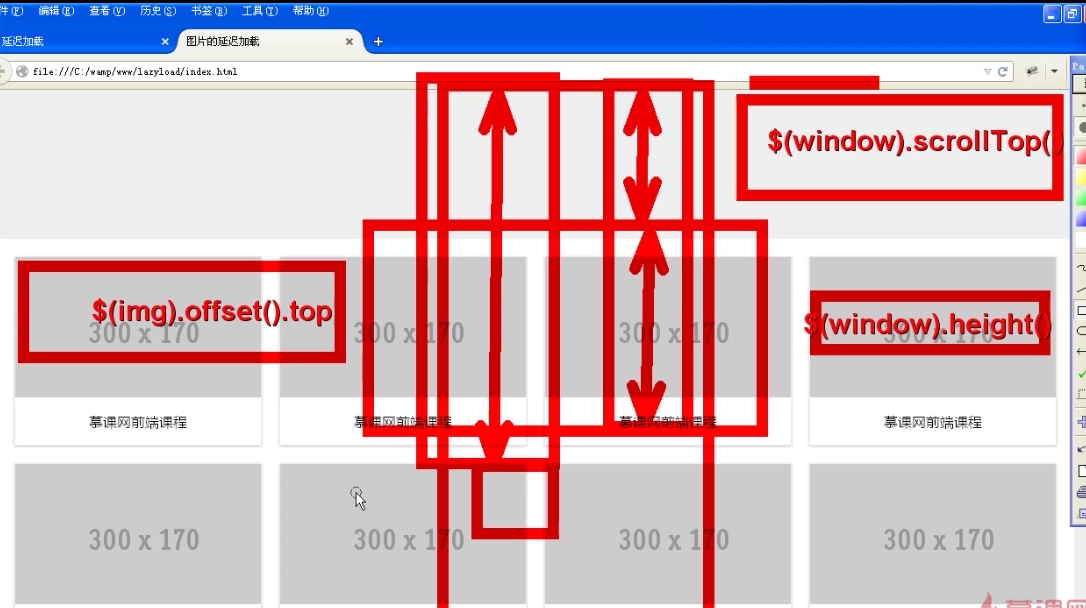 件(F) 编辑(E) 查看(V) 历史(S) 书签(B) 工具(T) 帮助(H)
延迟加载 × 图片的延迟加载 × +
file:///C:/wamp/www/lazyload/index.html
$(window).scrollTop()
$(img).offset().top
$(window).height()
300 x 170
300 x 170
300 x 170
300 x 170
慕课网前端课程
慕课网前端课程
慕课网前端课程
慕课网前端课程
300 x 170
300 x 170
300 x 170
300 x 170